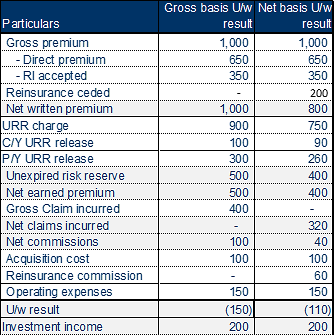 Particulars Gross basis U/w result Net basis U/w result
Gross premium 1,000 1,000
- Direct premium 650 650
- RI accepted 350 350
Reinsurance ceded - 200
Net written premium 1,000 800
URR charge 900 750
C/Y URR release 100 90
P/Y URR release 300 260
Unexpired risk reserve 500 400
Net earned premium 500 400
Gross Claim incurred 400 -
Net claims incurred - 320
Net commissions 100 40
Acquisition cost 100 100
Reinsurance commission - 60
Operating expenses 150 150
U/w result (150) (110)
Investment income 200 200